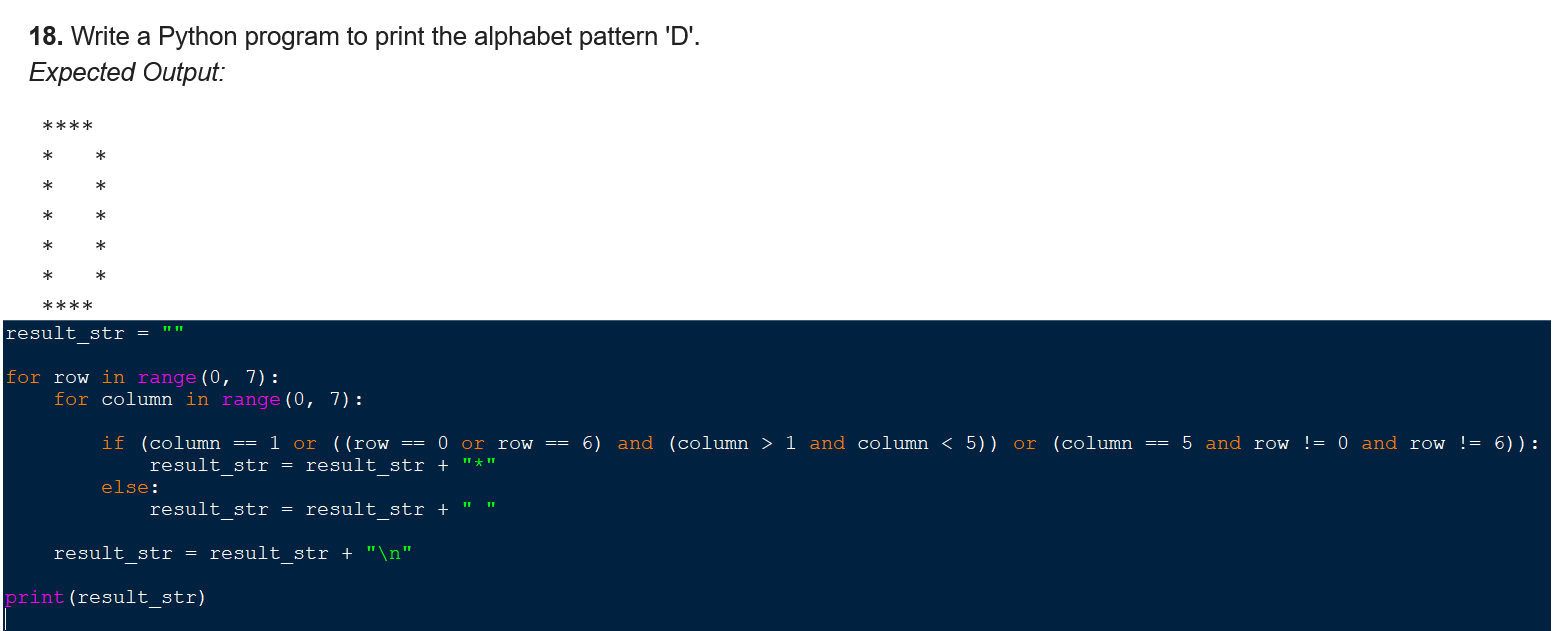 18. Write a Python program to print the alphabet pattern 'D'.
Expected Output:
****
*   *
*   *
*   *
*   *
*   *
****
result_str = ""
for row in range(0, 7):
    for column in range(0, 7):
        if (column == 1 or ((row == 0 or row == 6) and (column > 1 and column < 5)) or (column == 5 and row != 0 and row != 6)):
            result_str = result_str + "*"
        else:
            result_str = result_str + " "
    result_str = result_str + "\n"
print(result_str)